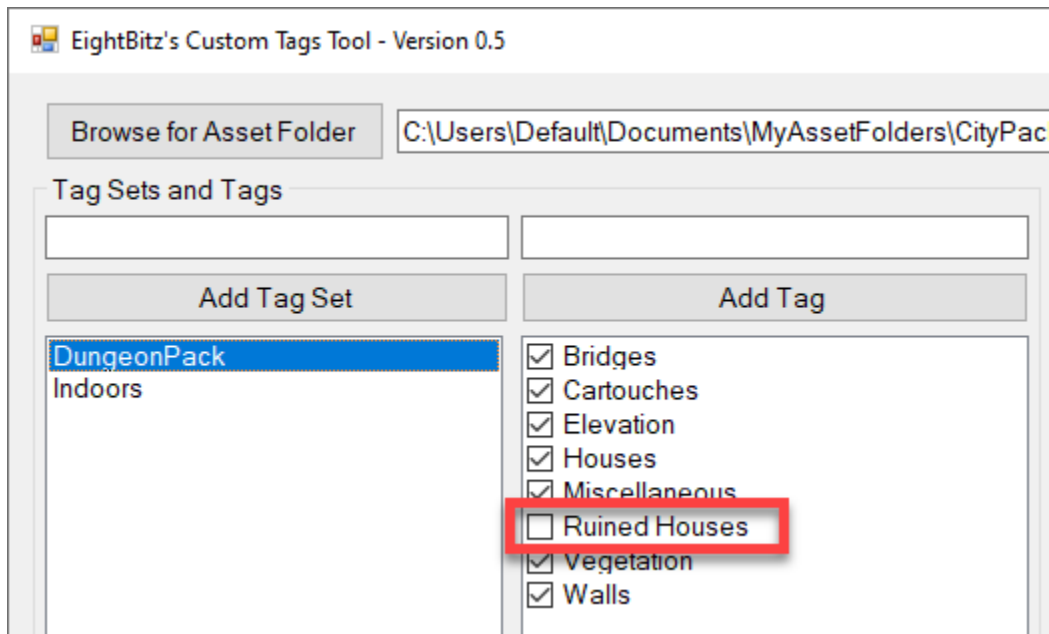 EightBitz's Custom Tags Tool - Version 0.5
Browse for Asset Folder C:\Users\Default\Documents\MyAssetFolders\CityPac
Tag Sets and Tags
Add Tag Set Add Tag
DungeonPack
Indoors
Bridges
Cartouches
Elevation
Houses
Miscellaneous
Ruined Houses
Vegetation
Walls